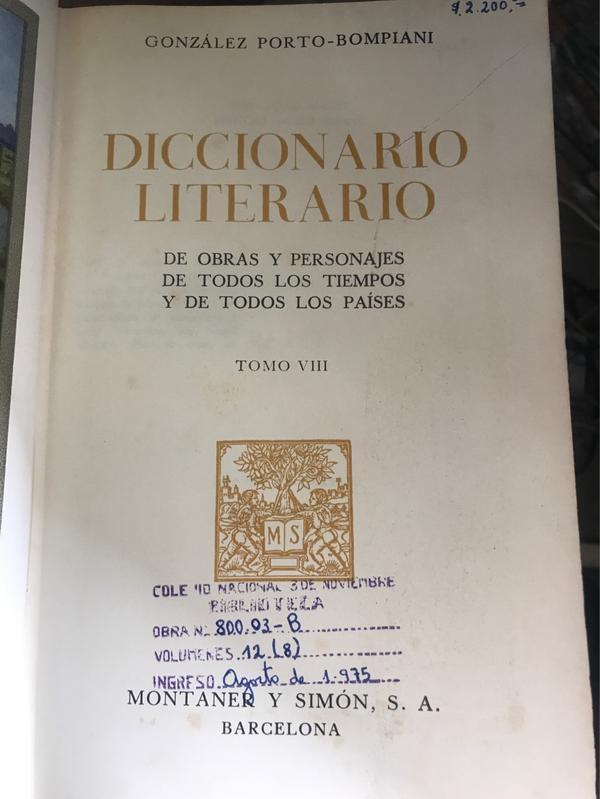 $2.200,=
GONZÁLEZ PORTO-BOMPIANI
DICCIONARIO
LITERARIO
DE OBRAS Y PERSONAJES
DE TODOS LOS TIEMPOS
Y DE TODOS LOS PAÍSES
TOMO VIII
M S
COLEGIO NACIONAL 3 DE NOVIEMBRE
BIBLIOTECA
OBRA N. 800.03-B
VOLUMENES 12 (8)
INGRESO Agosto de 1.975
MONTANER Y SIMÓN, S. A.
BARCELONA